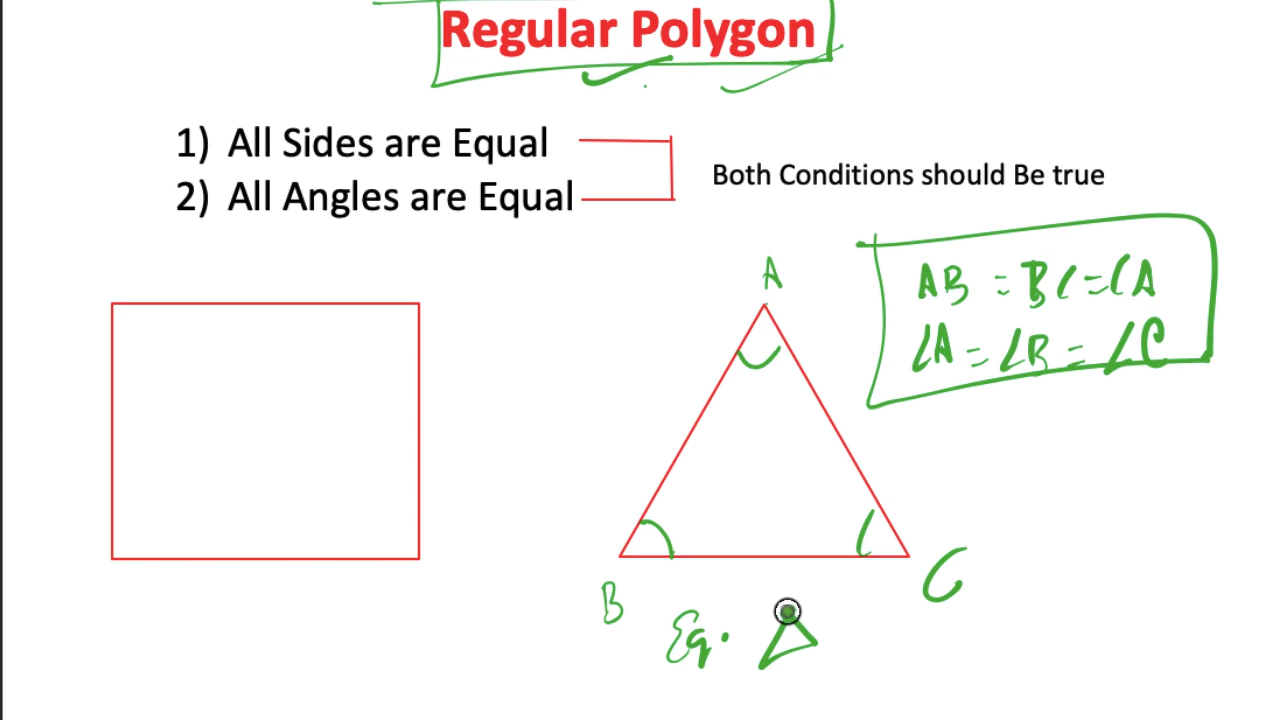 Regular Polygon
1) All Sides are Equal
2) All Angles are Equal
Both Conditions should Be true
AB = BC = CA
∠A = ∠B = ∠C
A
B
C
Eq. Δ